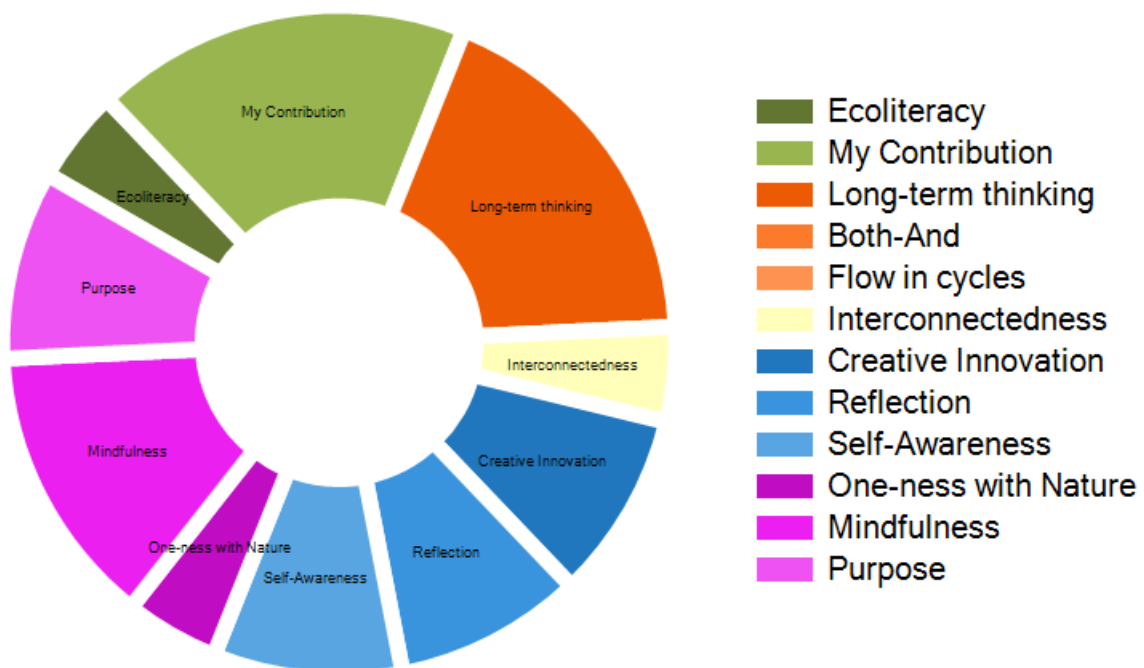 My Contribution
Long-term thinking
Ecoliteracy
Purpose
Interconnectedness
Mindfulness
Creative Innovation
One-ness with Nature
Reflection
Self-Awareness
Ecoliteracy
My Contribution
Long-term thinking
Both-And
Flow in cycles
Interconnectedness
Creative Innovation
Reflection
Self-Awareness
One-ness with Nature
Mindfulness
Purpose